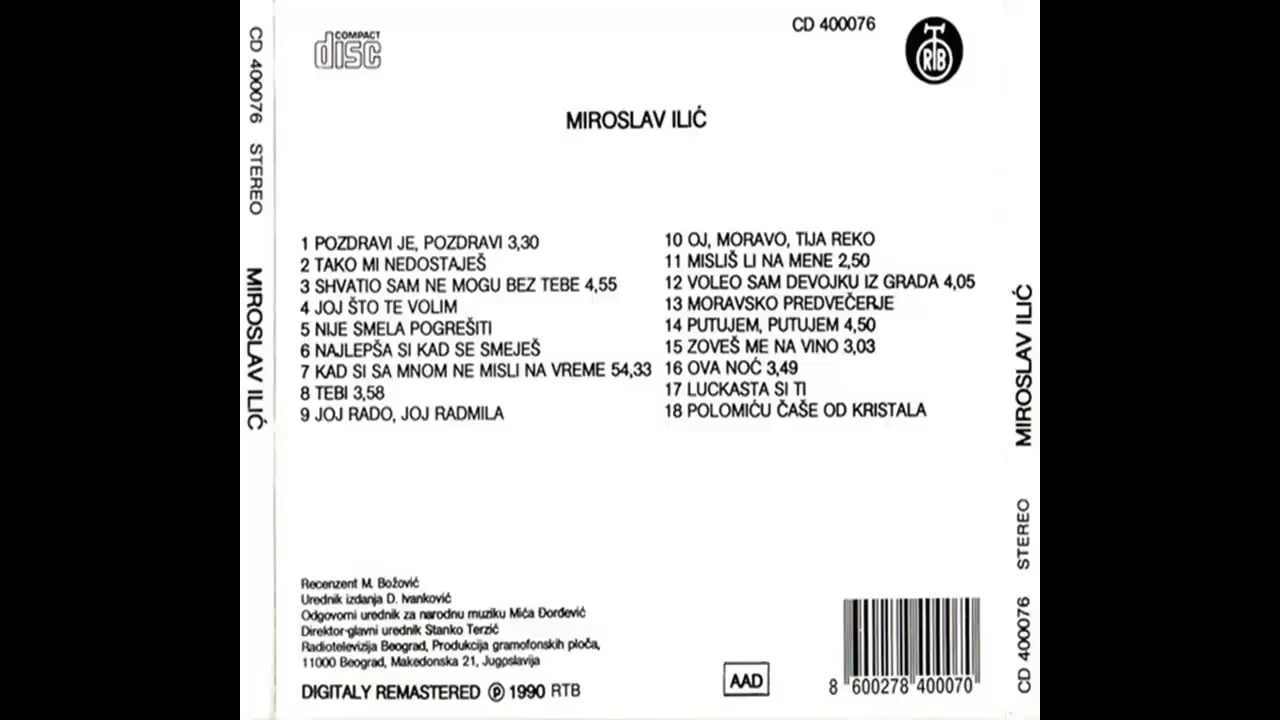 CD 400076 STEREO MIROSLAV ILIĆ
COMPACT
disc
CD 400076
RTB
MIROSLAV ILIĆ
1 POZDRAVI JE, POZDRAVI 3,30
2 TAKO MI NEDOSTAJEŠ
3 SHVATIO SAM NE MOGU BEZ TEBE 4,55
4 JOJ ŠTO TE VOLIM
5 NIJE SMELA POGREŠITI
6 NAJLEPŠA SI KAD SE SMEJEŠ
7 KAD SI SA MNOM NE MISLI NA VREME 54,33
8 TEBI 3,58
9 JOJ RADO, JOJ RADMILA
10 OJ, MORAVO, TIJA REKO
11 MISLIŠ LI NA MENE 2,50
12 VOLEO SAM DEVOJKU IZ GRADA 4,05
13 MORAVSKO PREDVEČERJE
14 PUTUJEM, PUTUJEM 4,50
15 ZOVEŠ ME NA VINO 3,03
16 OVA NOĆ 3,49
17 LUCKASTA SI TI
18 POLOMIĆU ČAŠE OD KRISTALA
Recenzent M. Božović
Urednik izdanja D. Ivanković
Odgovorni urednik za narodnu muziku Mića Đorđević
Direktor-glavni urednik Stanko Terzić
Radiotelevizija Beograd, Produkcija gramofonskih ploča,
11000 Beograd, Makedonska 21, Jugoslavija
DIGITALY REMASTERED ℗ 1990 RTB
AAD
8 600278 400070
CD 400076 STEREO MIROSLAV ILIĆ